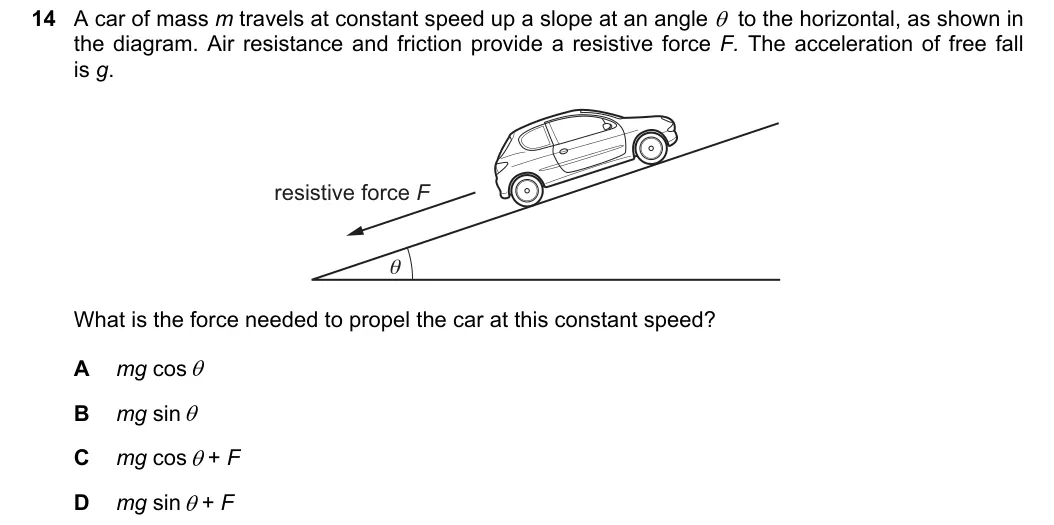 14 A car of mass m travels at constant speed up a slope at an angle θ to the horizontal, as shown in
the diagram. Air resistance and friction provide a resistive force F. The acceleration of free fall
is g.
resistive force F
θ
What is the force needed to propel the car at this constant speed?
A mg cos θ
B mg sin θ
C mg cos θ + F
D mg sin θ + F